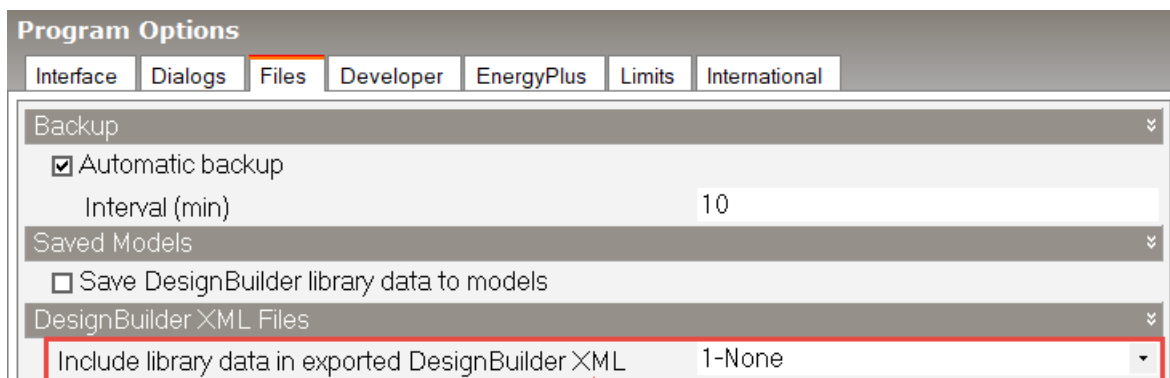 Program Options
Interface Dialogs Files Developer EnergyPlus Limits International
Backup
Automatic backup
Interval (min) 10
Saved Models
Save DesignBuilder library data to models
DesignBuilder XML Files
Include library data in exported DesignBuilder XML 1-None